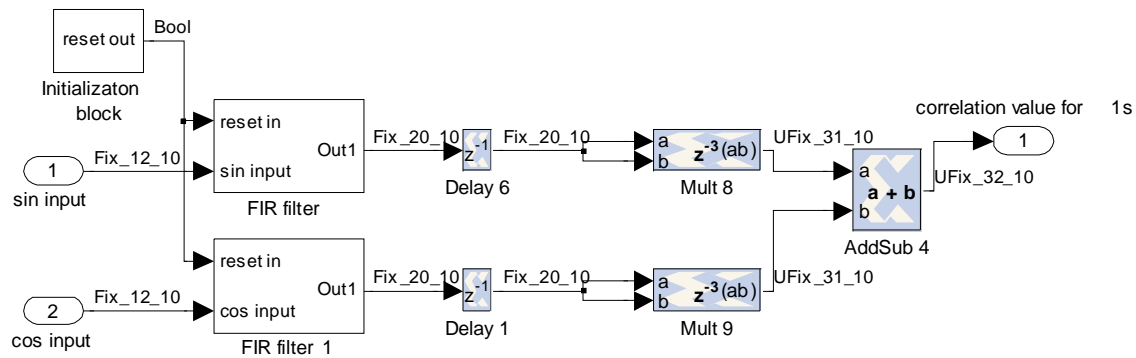 reset out
Bool
Initializaton
block
reset in
Out1
sin input
FIR filter
1
Fix_12_10
sin input
Fix_20_10
z-1
Delay 6
Fix_20_10
a
b
z-3(ab)
Mult 8
UFix_31_10
a
b
a + b
AddSub 4
UFix_32_10
correlation value for 1s
1
reset in
Out1
cos input
FIR filter 1
2
Fix_12_10
cos input
Fix_20_10
z-1
Delay 1
Fix_20_10
a
b
z-3(ab)
Mult 9
UFix_31_10